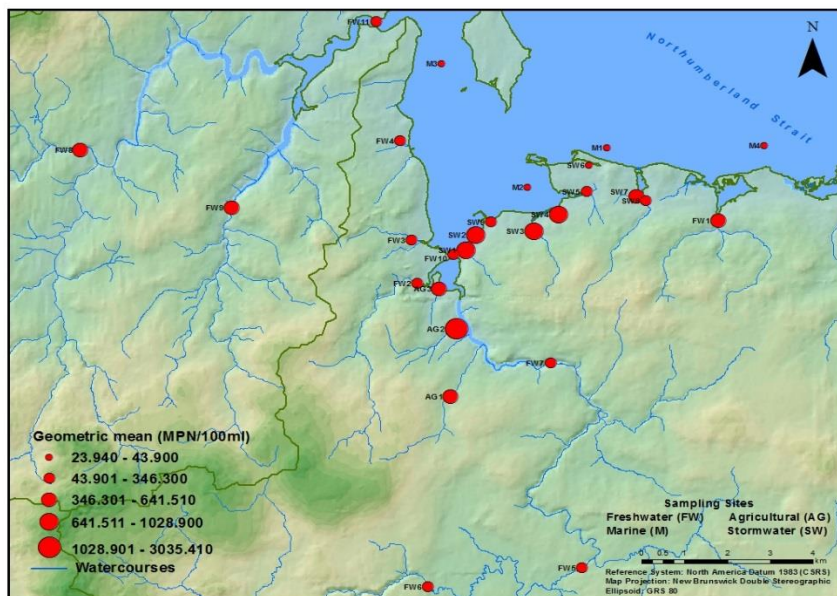 FW11
N
M3
Northumberland
Strait
FW8
FW4
M1
M4
SW6
M2
SW5
SW7
FW9
SW4
FW1
SW2
SW3
FW3
SW1
FW10
FW2
AG3
AG2
FW7
AG1
Geometric mean (MPN/100ml)
23.940 - 43.900
43.901 - 346.300
346.301 - 641.510
641.511 - 1028.900
1028.901 - 3035.410
Watercourses
Sampling Sites
Freshwater (FW) Agricultural (AG)
Marine (M) Stormwater (SW)
0 0.5 1 2 3 4
km
FW5
FW6
Reference System: North America Datum 1983 (CSRS)
Map Projection: New Brunswick Double Stereographic
Ellipsoid: GRS 80